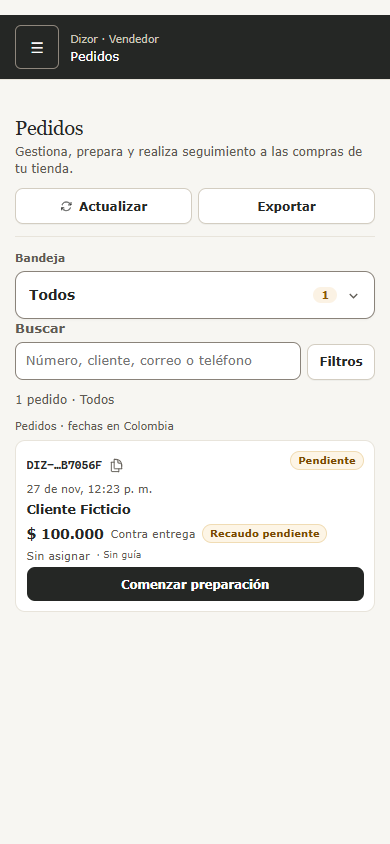 ☰
Dizor · Vendedor
Pedidos
Pedidos
Gestiona, prepara y realiza seguimiento a las compras de
tu tienda.
Actualizar
Exportar
Bandeja
Todos 1
Buscar
Número, cliente, correo o teléfono
Filtros
1 pedido · Todos
Pedidos · fechas en Colombia
DIZ-…B7056F
Pendiente
27 de nov, 12:23 p. m.
Cliente Ficticio
$ 100.000 Contra entrega Recaudo pendiente
Sin asignar · Sin guía
Comenzar preparación